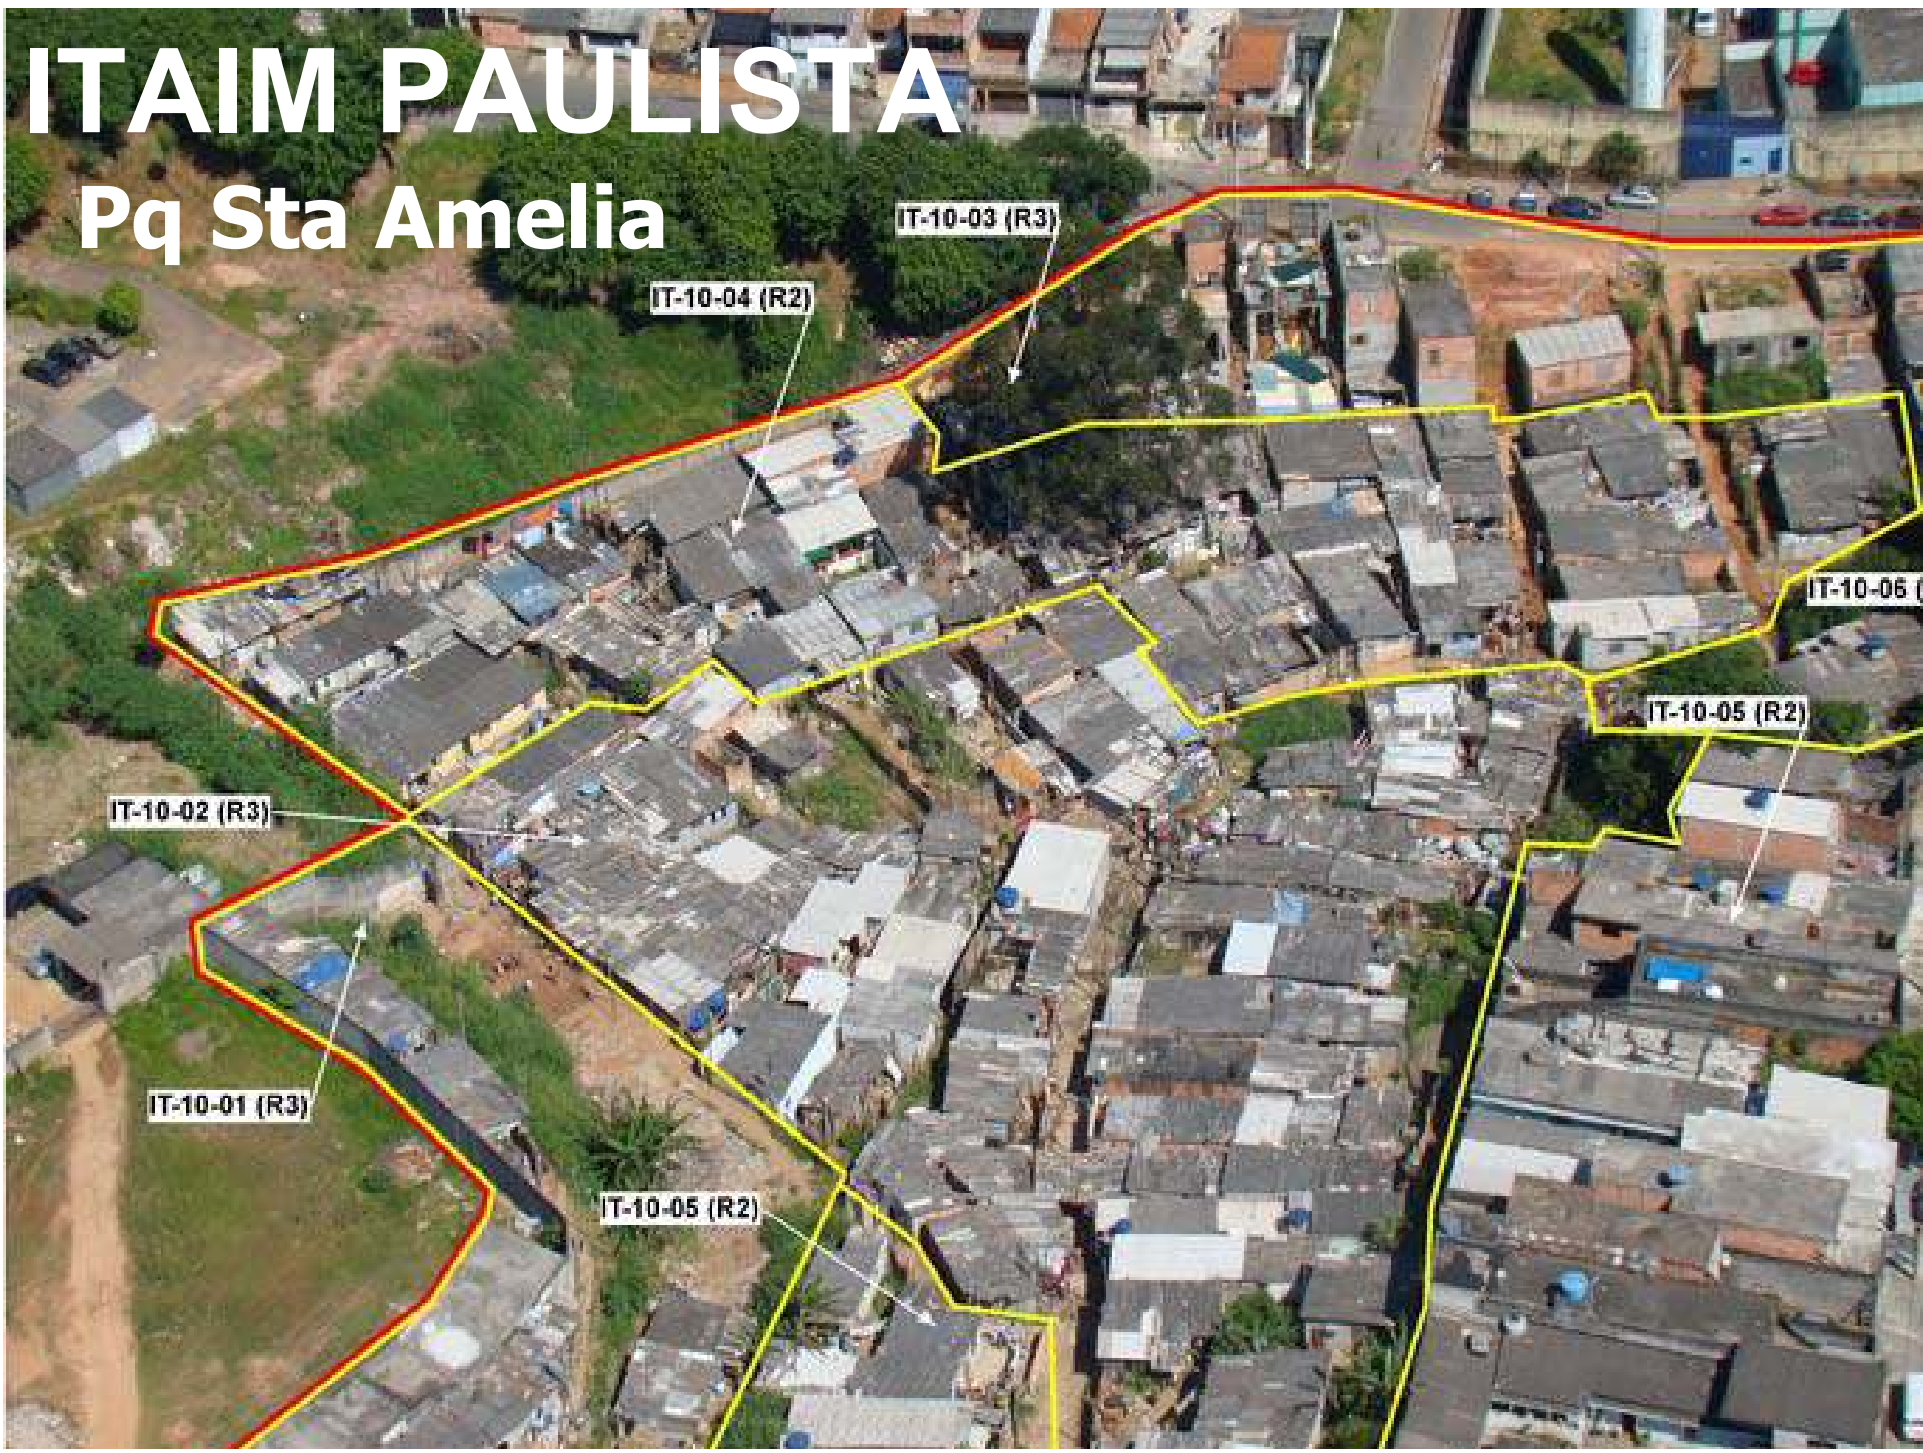 ITAIM PAULISTA
Pq Sta Amelia
IT-10-03 (R3)
IT-10-04 (R2)
IT-10-06 (
IT-10-05 (R2)
IT-10-02 (R3)
IT-10-01 (R3)
IT-10-05 (R2)